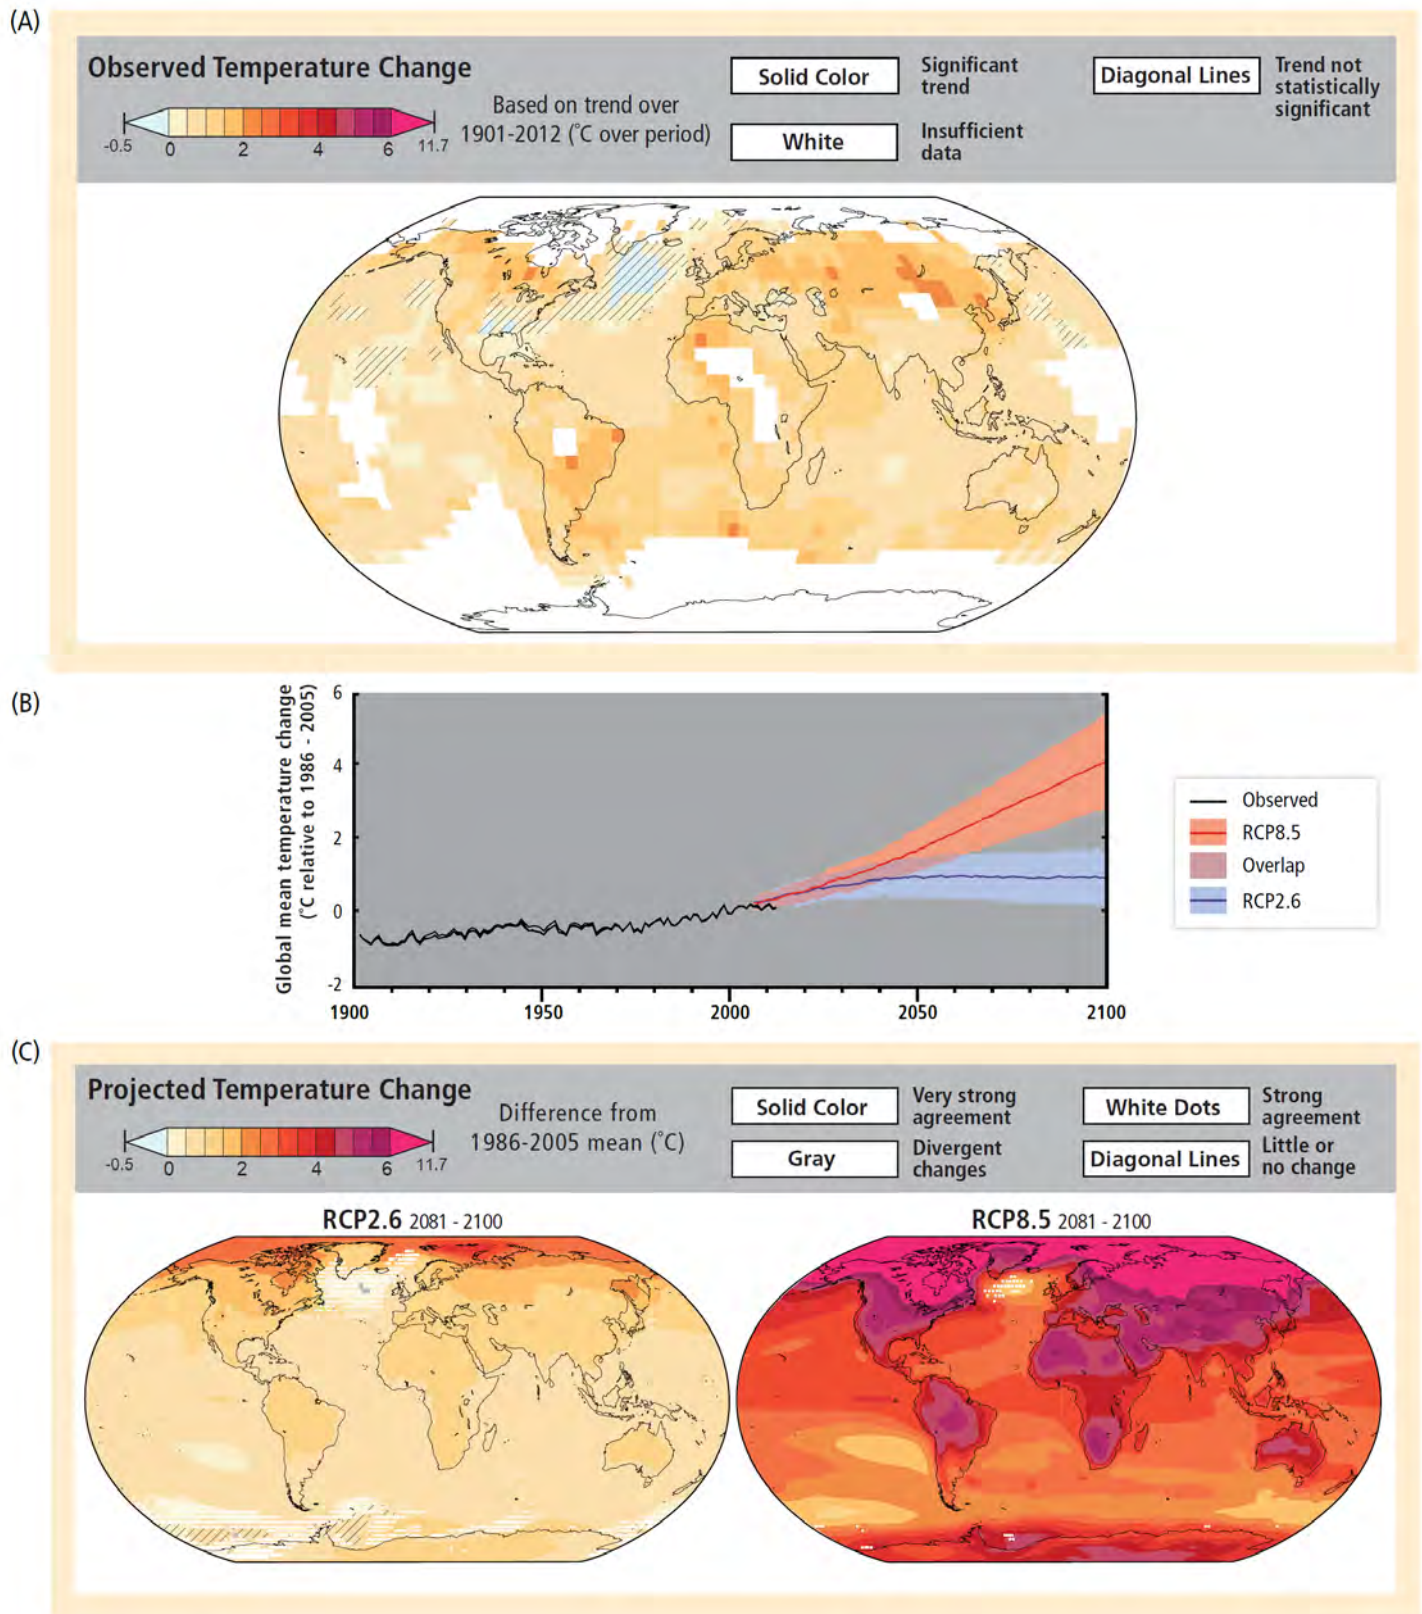 (A)
Observed Temperature Change
-0.5 0 2 4 6 11.7
Based on trend over
1901-2012 (˚C over period)
Solid Color
Significant
trend
White
Insufficient
data
Diagonal Lines
Trend not
statistically
significant
(B)
Global mean temperature change
(˚C relative to 1986 - 2005)
6
4
2
0
-2
1900 1950 2000 2050 2100
Observed
RCP8.5
Overlap
RCP2.6
(C)
Projected Temperature Change
-0.5 0 2 4 6 11.7
Difference from
1986-2005 mean (˚C)
Solid Color
Very strong
agreement
Gray
Divergent
changes
White Dots
Strong
agreement
Diagonal Lines
Little or
no change
RCP2.6 2081 - 2100
RCP8.5 2081 - 2100